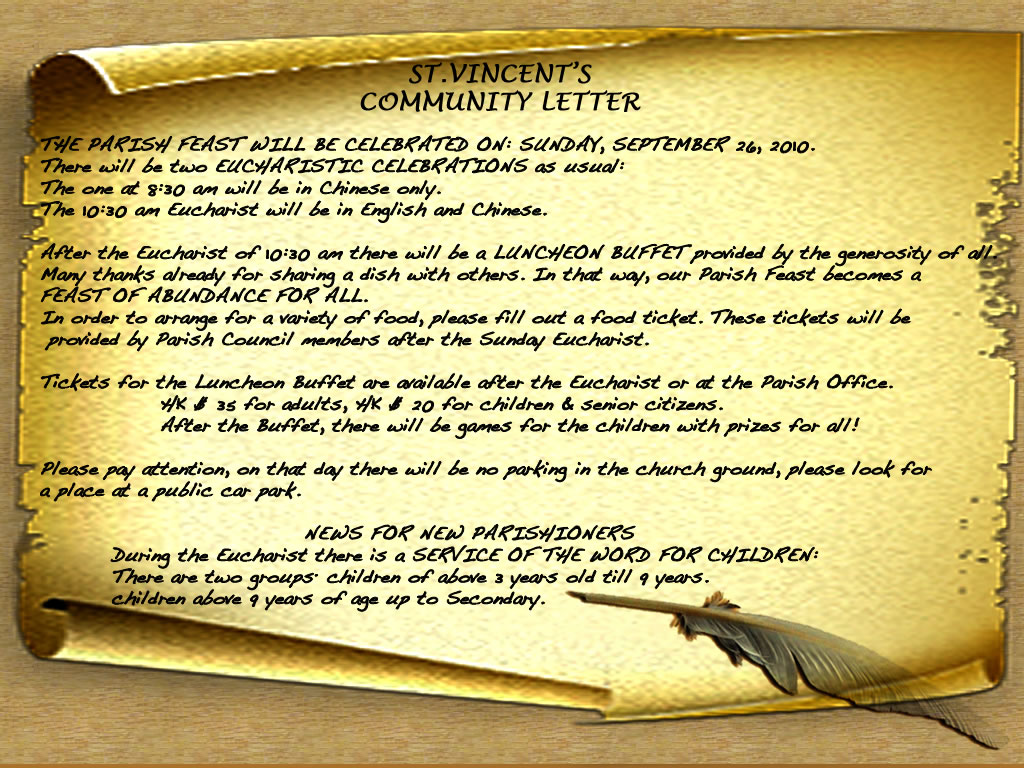 ST.VINCENT'S
COMMUNITY LETTER
THE PARISH FEAST WILL BE CELEBRATED ON: SUNDAY, SEPTEMBER 26, 2010.
There will be two EUCHARISTIC CELEBRATIONS as usual:
The one at 8:30 am will be in Chinese only.
The 10:30 am Eucharist will be in English and Chinese.
After the Eucharist of 10:30 am there will be a LUNCHEON BUFFET provided by the generosity of all.
Many thanks already for sharing a dish with others. In that way, our Parish Feast becomes a
FEAST OF ABUNDANCE FOR ALL.
In order to arrange for a variety of food, please fill out a food ticket. These tickets will be
provided by Parish Council members after the Sunday Eucharist.
Tickets for the Luncheon Buffet are available after the Eucharist or at the Parish Office.
HK $ 35 for adults, HK $ 20 for children & senior citizens.
After the Buffet, there will be games for the children with prizes for all!
Please pay attention, on that day there will be no parking in the church ground, please look for
a place at a public car park.
NEWS FOR NEW PARISHIONERS
During the Eucharist there is a SERVICE OF THE WORD FOR CHILDREN:
There are two groups: children of above 3 years old till 9 years.
children above 9 years of age up to Secondary.